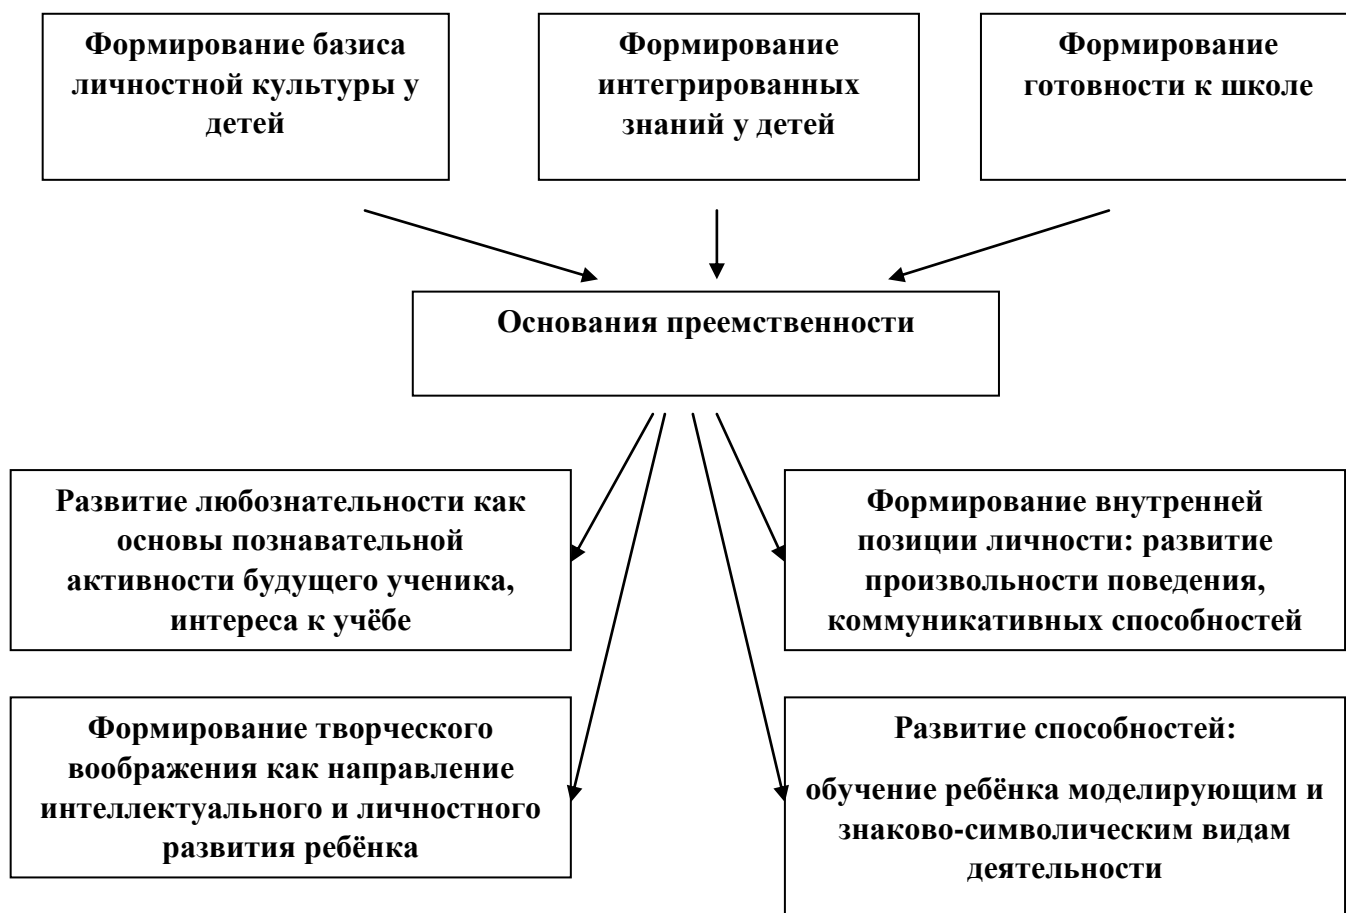 Формирование базиса
личностной культуры у
детей
Формирование
интегрированных
знаний у детей
Формирование
готовности к школе
Основания преемственности
Развитие любознательности как
основы познавательной
активности будущего ученика,
интереса к учёбе
Формирование внутренней
позиции личности: развитие
произвольности поведения,
коммуникативных способностей
Формирование творческого
воображения как направление
интеллектуального и личностного
развития ребёнка
Развитие способностей:
обучение ребёнка моделирующим и
знаково-символическим видам
деятельности